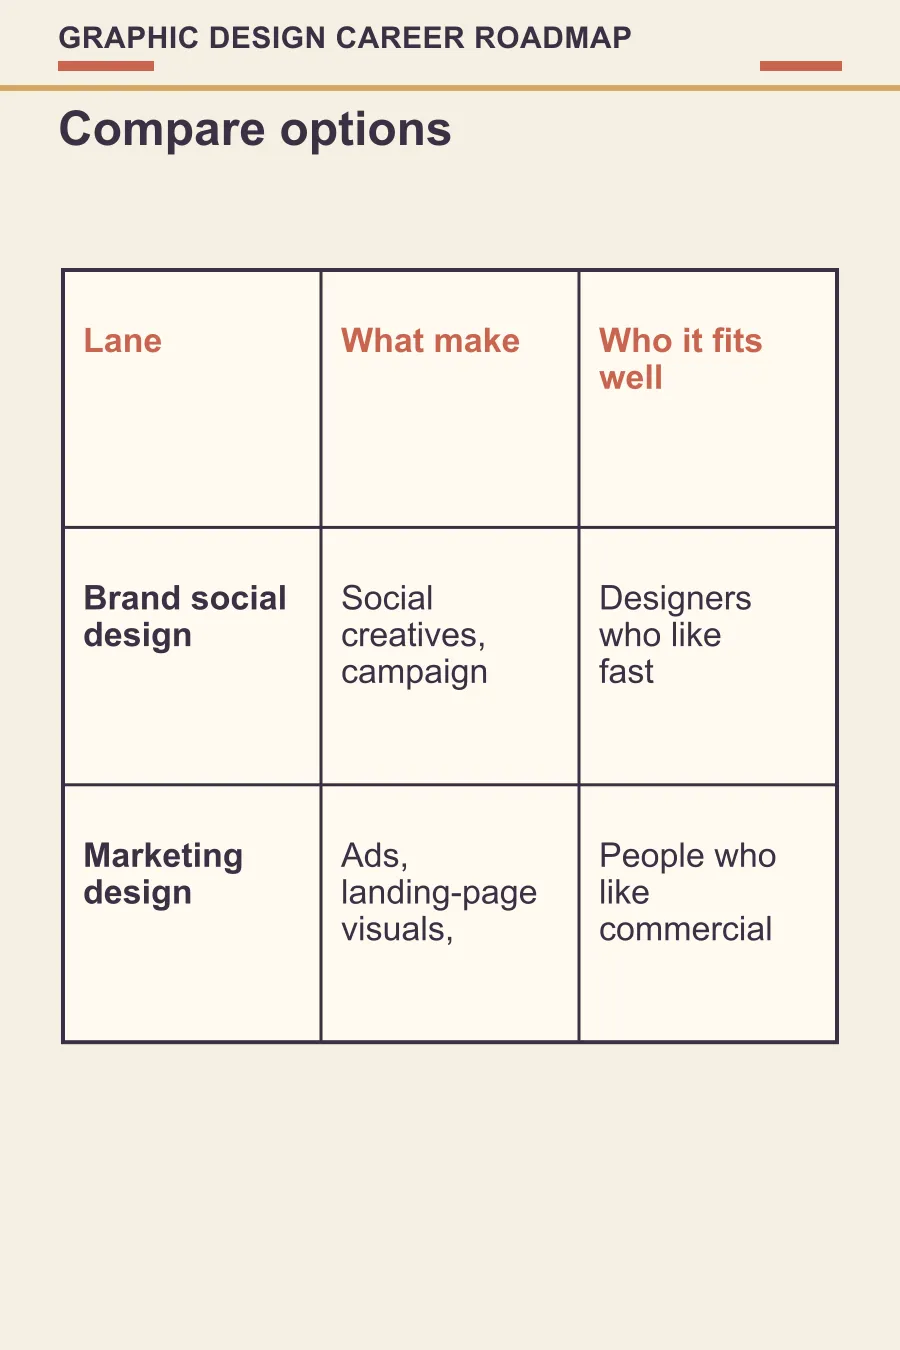 GRAPHIC DESIGN CAREER ROADMAP
Compare options
Lane
What make
Who it fits
well
Brand social
design
Social
creatives,
campaign
Designers
who like
fast
Marketing
design
Ads,
landing-page
visuals,
People who
like
commercial